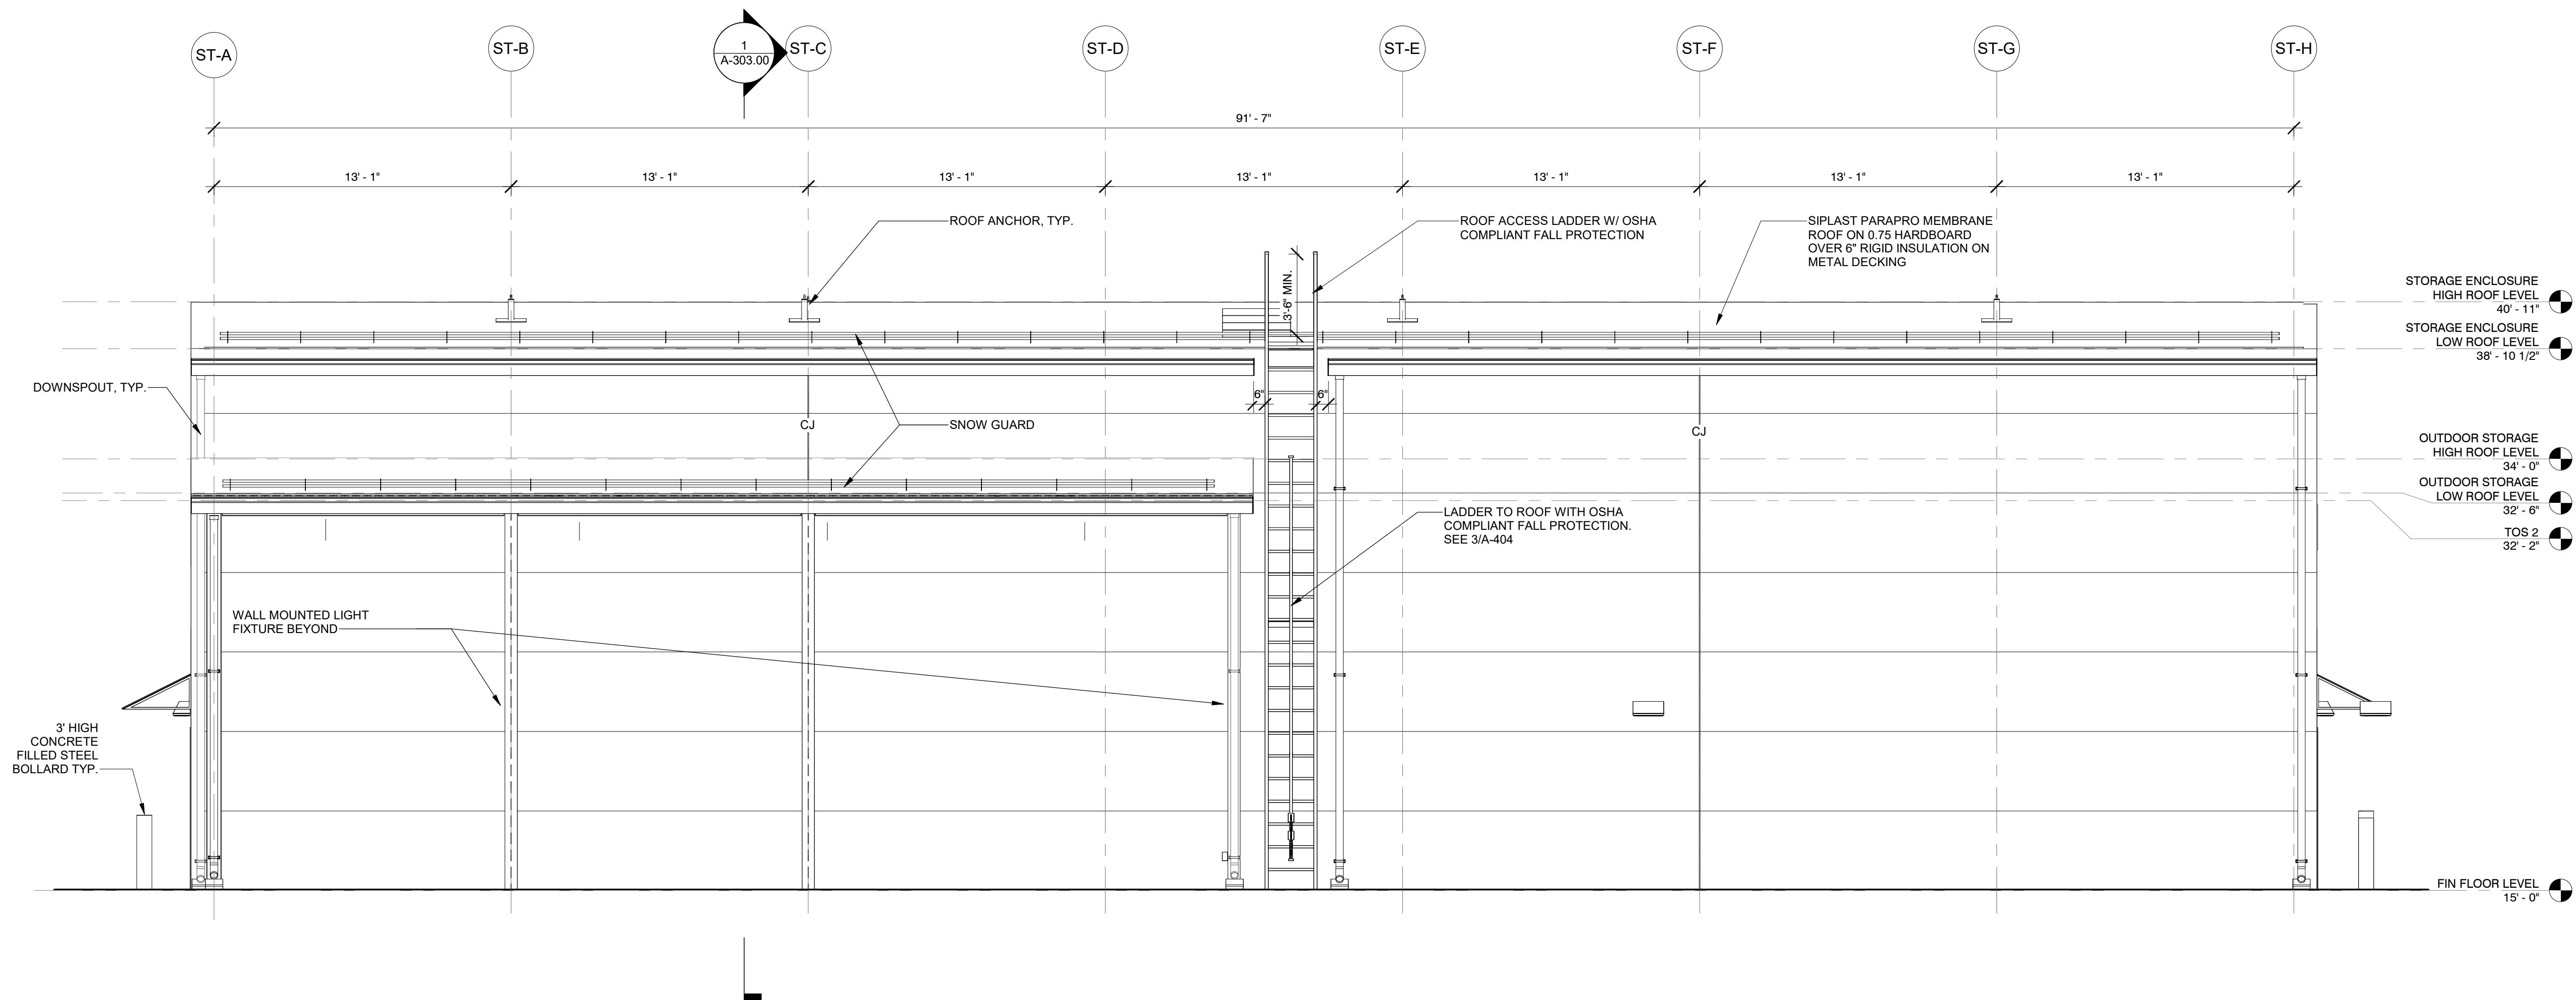 ST-A
ST-B
1
A-303.00
ST-C
ST-D
ST-E
ST-F
ST-G
ST-H
91' - 7"
13' - 1"
13' - 1"
13' - 1"
13' - 1"
13' - 1"
13' - 1"
13' - 1"
ROOF ANCHOR, TYP.
ROOF ACCESS LADDER W/ OSHA
COMPLIANT FALL PROTECTION
SIPLAST PARAPRO MEMBRANE
ROOF ON 0.75 HARDBOARD
OVER 6" RIGID INSULATION ON
METAL DECKING
3'-6" MIN.
STORAGE ENCLOSURE
HIGH ROOF LEVEL
40' - 11"
STORAGE ENCLOSURE
LOW ROOF LEVEL
38' - 10 1/2"
DOWNSPOUT, TYP.
6"
6"
CJ
SNOW GUARD
CJ
OUTDOOR STORAGE
HIGH ROOF LEVEL
34' - 0"
OUTDOOR STORAGE
LOW ROOF LEVEL
32' - 6"
LADDER TO ROOF WITH OSHA
COMPLIANT FALL PROTECTION.
SEE 3/A-404
TOS 2
32' - 2"
WALL MOUNTED LIGHT
FIXTURE BEYOND
3' HIGH
CONCRETE
FILLED STEEL
BOLLARD TYP.
FIN FLOOR LEVEL
15' - 0"